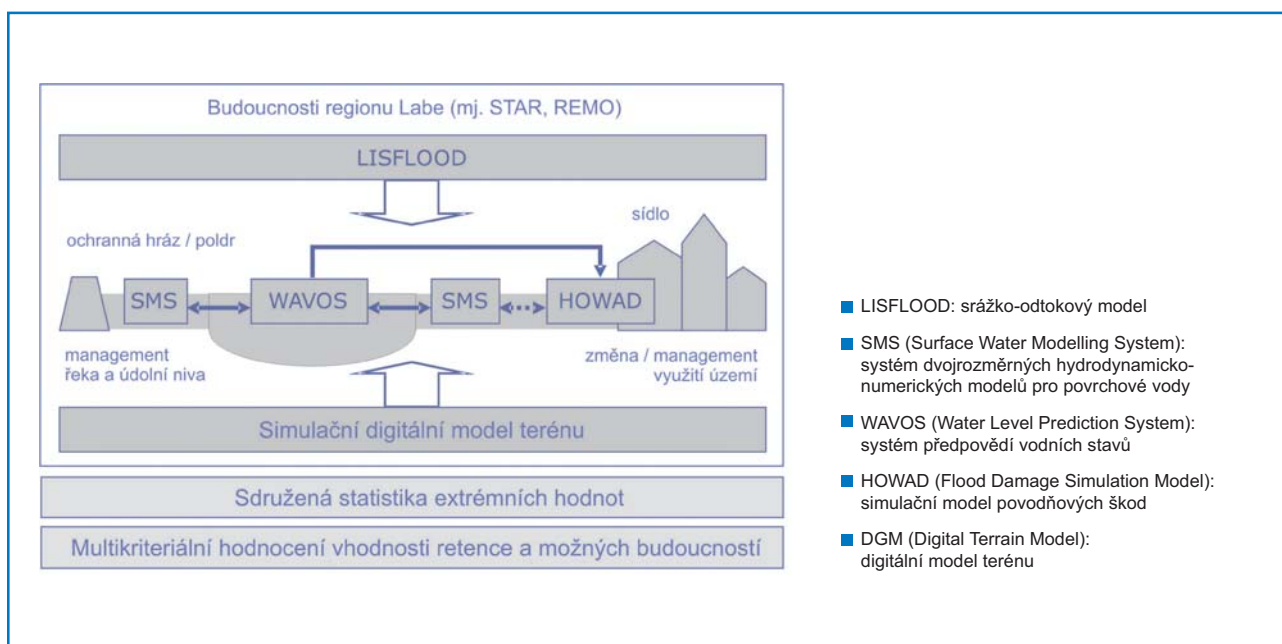 Budoucnosti regionu Labe (mj. STAR, REMO)
LISFLOOD
sídlo
ochranná hráz / poldr
SMS
WAVOS
SMS
HOWAD
management
řeka a údolní niva
změna / management
využití území
Simulační digitální model terénu
Sdružená statistika extrémních hodnot
Multikriteriální hodnocení vhodnosti retence a možných budoucností
LISFLOOD: srážko-odtokový model
SMS (Surface Water Modelling System):
systém dvojrozměrných hydrodynamicko-
numerických modelů pro povrchové vody
WAVOS (Water Level Prediction System):
systém předpovědí vodních stavů
HOWAD (Flood Damage Simulation Model):
simulační model povodňových škod
DGM (Digital Terrain Model):
digitální model terénu